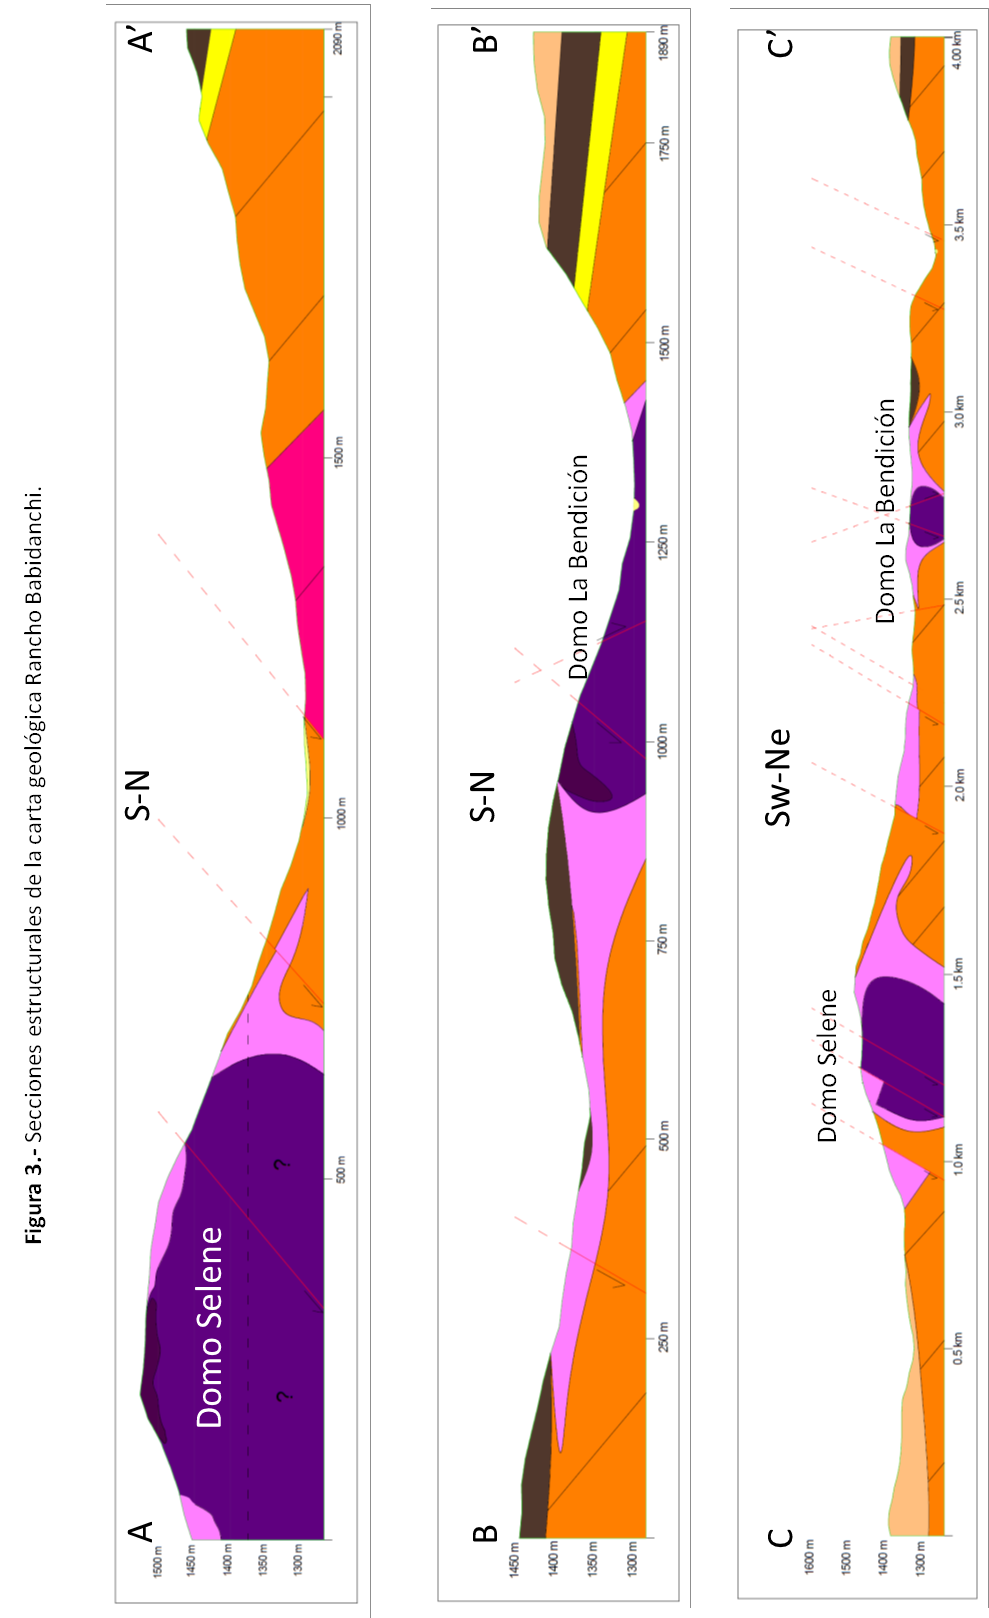 Figura 3.- Secciones estructurales de la carta geológica Rancho Babidanchi.
A
S-N
A’
1500 m
1450 m
1400 m
1350 m
1300 m
Domo Selene
?
?
500 m
1000 m
1500 m
2090 m
B
S-N
B’
1450 m
1400 m
1350 m
1300 m
Domo La Bendición
250 m
500 m
750 m
1000 m
1250 m
1500 m
1750 m
1890 m
C
Sw-Ne
C’
1600 m
1500 m
1400 m
1300 m
Domo Selene
Domo La Bendición
0.5 km
1.0 km
1.5 km
2.0 km
2.5 km
3.0 km
3.5 km
4.00 km